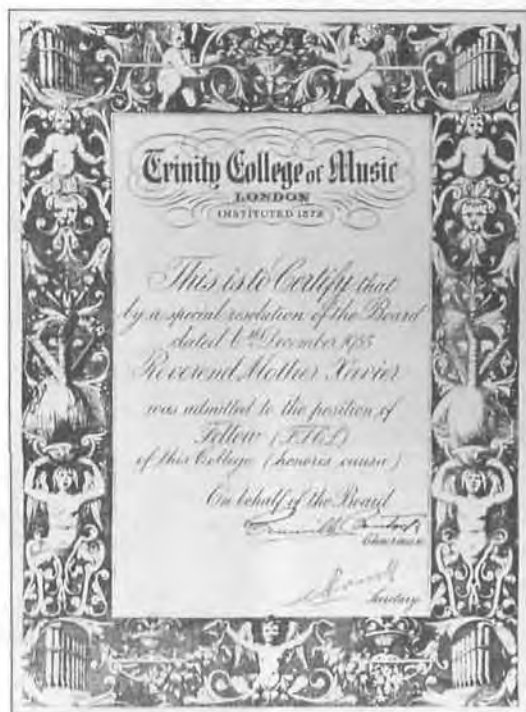 Trinity College of Music
LONDON
INSTITUTED 1872
This is to Certify that
by a special resolution of the Board
dated 6th December 1955
Reverend Mother Xavier
was admitted to the position of
Fellow (FTCL)
of this College (honoris causa)
On behalf of the Board
Chairman
Secretary